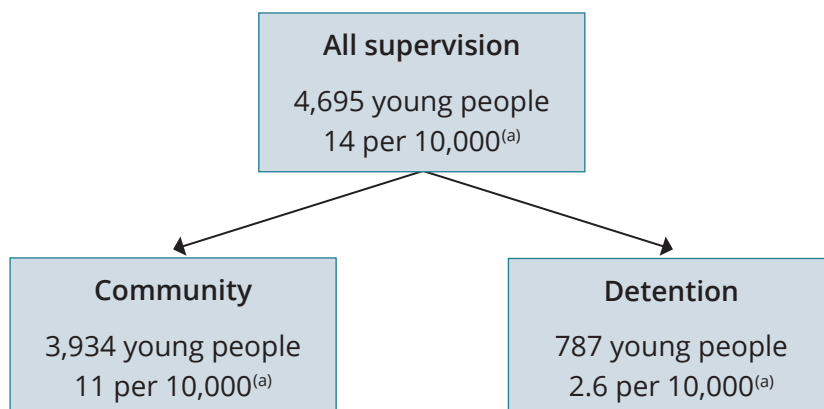 All supervision
4,695 young people
14 per 10,000(a)
Community
3,934 young people
11 per 10,000(a)
Detention
787 young people
2.6 per 10,000(a)